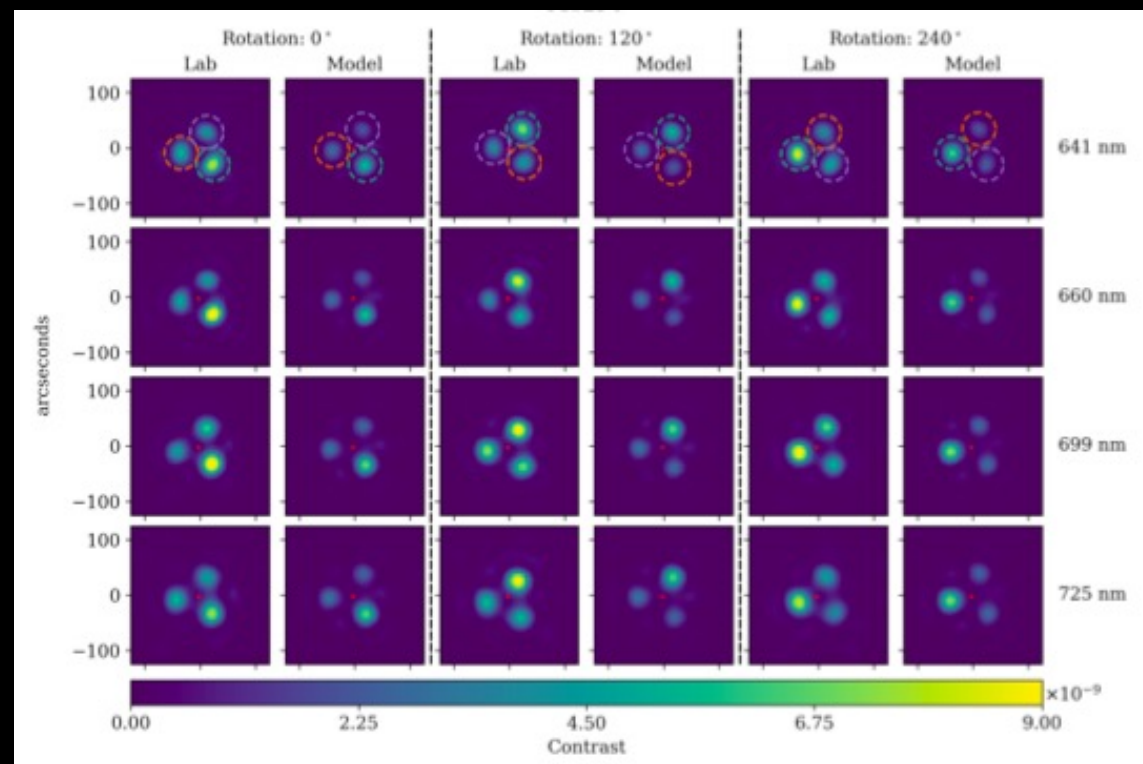 Rotation: 0° Rotation: 120° Rotation: 240°
Lab Model Lab Model Lab Model
100
0
−100
641 nm
100
0
−100
660 nm
arcseconds
100
0
−100
699 nm
100
0
−100
725 nm
×10⁻⁹
0.00 2.25 4.50 6.75 9.00
Contrast